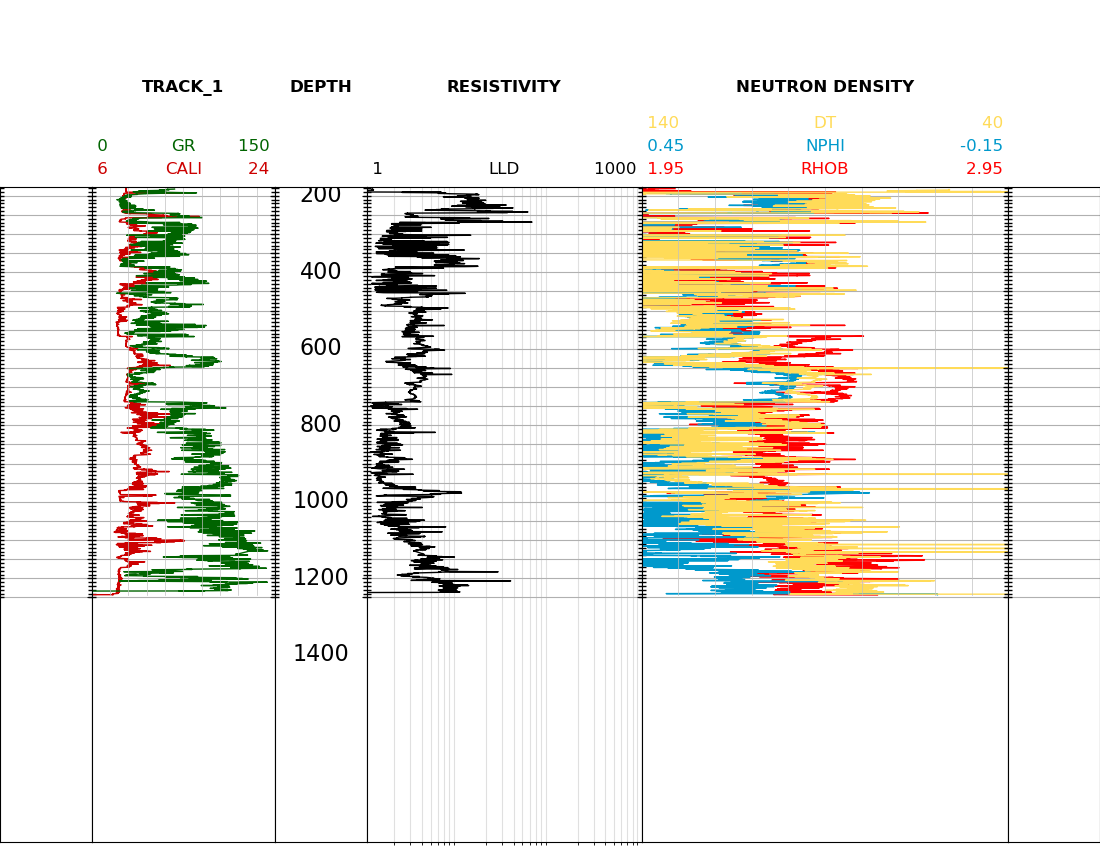 TRACK_1 DEPTH RESISTIVITY NEUTRON DENSITY
140 DT 40
0 GR 150 0.45 NPHI -0.15
6 CALI 24 1 LLD 1000 1.95 RHOB 2.95
200
400
600
800
1000
1200
1400